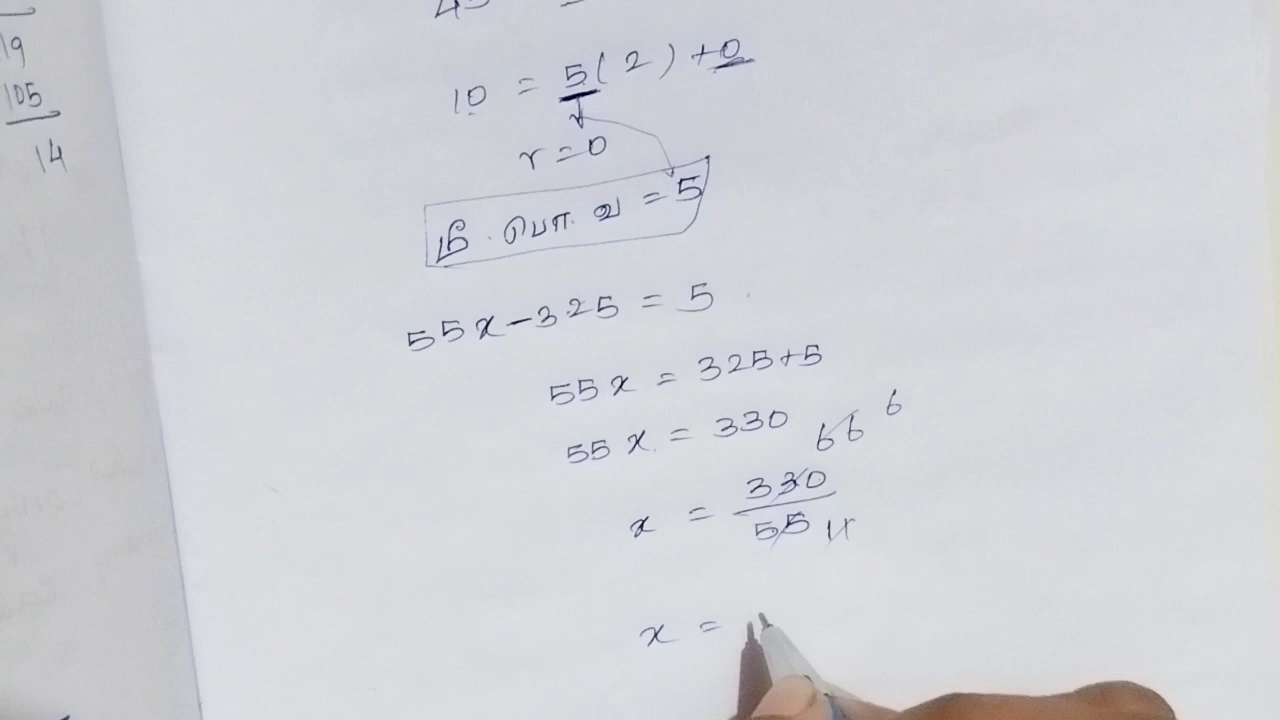 19
105
14
10 = 5(2)+0
r=0
மீ.பொ.வ = 5
55x-325 = 5
55x = 325+5
55x = 330
66 6
x = 330
55 11
x =